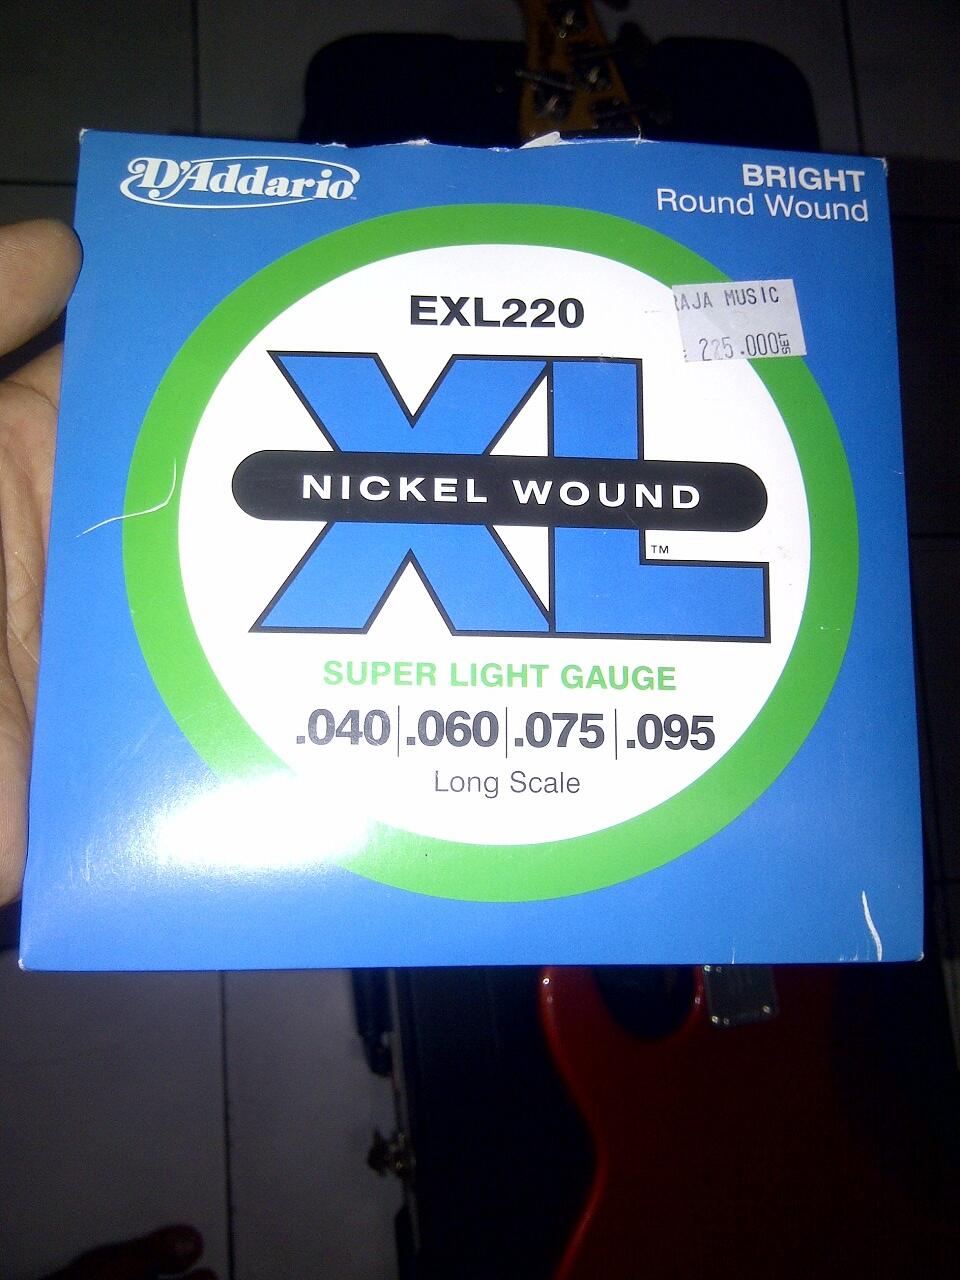 D'Addario
BRIGHT
Round Wound
EXL220
RAJA MUSIC
225.000 SET
XL
NICKEL WOUND
TM
SUPER LIGHT GAUGE
.040|.060|.075|.095
Long Scale